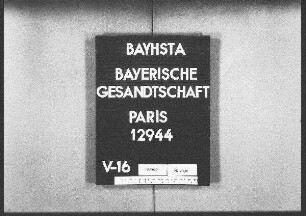 BAYHSTA
BAYERISCHE
GESANDTSCHAFT
PARIS
12944
V-16